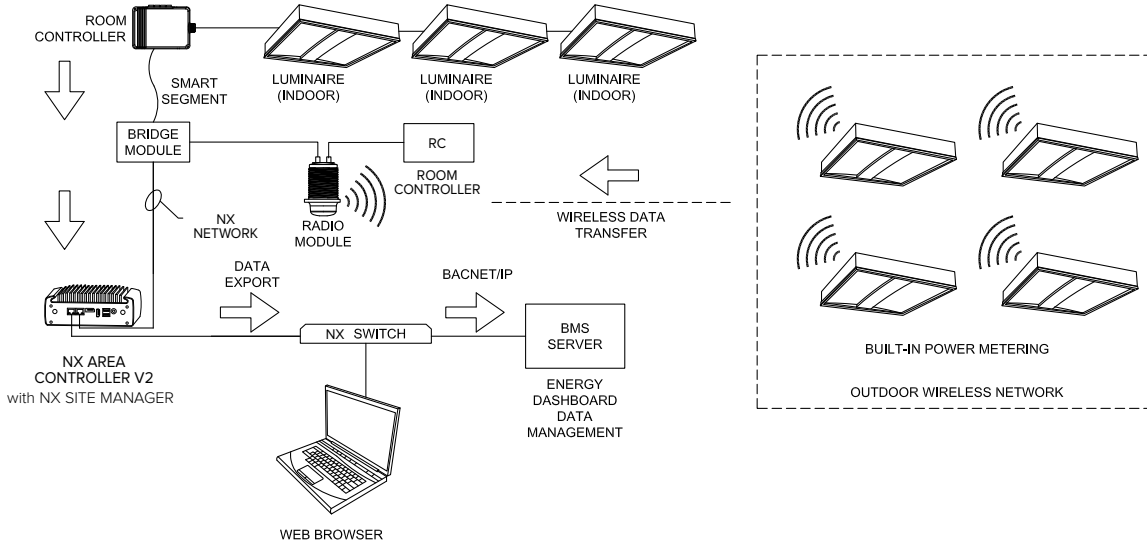 ROOM
CONTROLLER
LUMINAIRE
(INDOOR)
LUMINAIRE
(INDOOR)
LUMINAIRE
(INDOOR)
SMART
SEGMENT
BRIDGE
MODULE
RC
ROOM
CONTROLLER
RADIO
MODULE
NX
NETWORK
WIRELESS DATA
TRANSFER
DATA
EXPORT
BACNET/IP
NX SWITCH
BMS
SERVER
NX AREA
CONTROLLER V2
with NX SITE MANAGER
ENERGY
DASHBOARD
DATA
MANAGEMENT
WEB BROWSER
BUILT-IN POWER METERING
OUTDOOR WIRELESS NETWORK